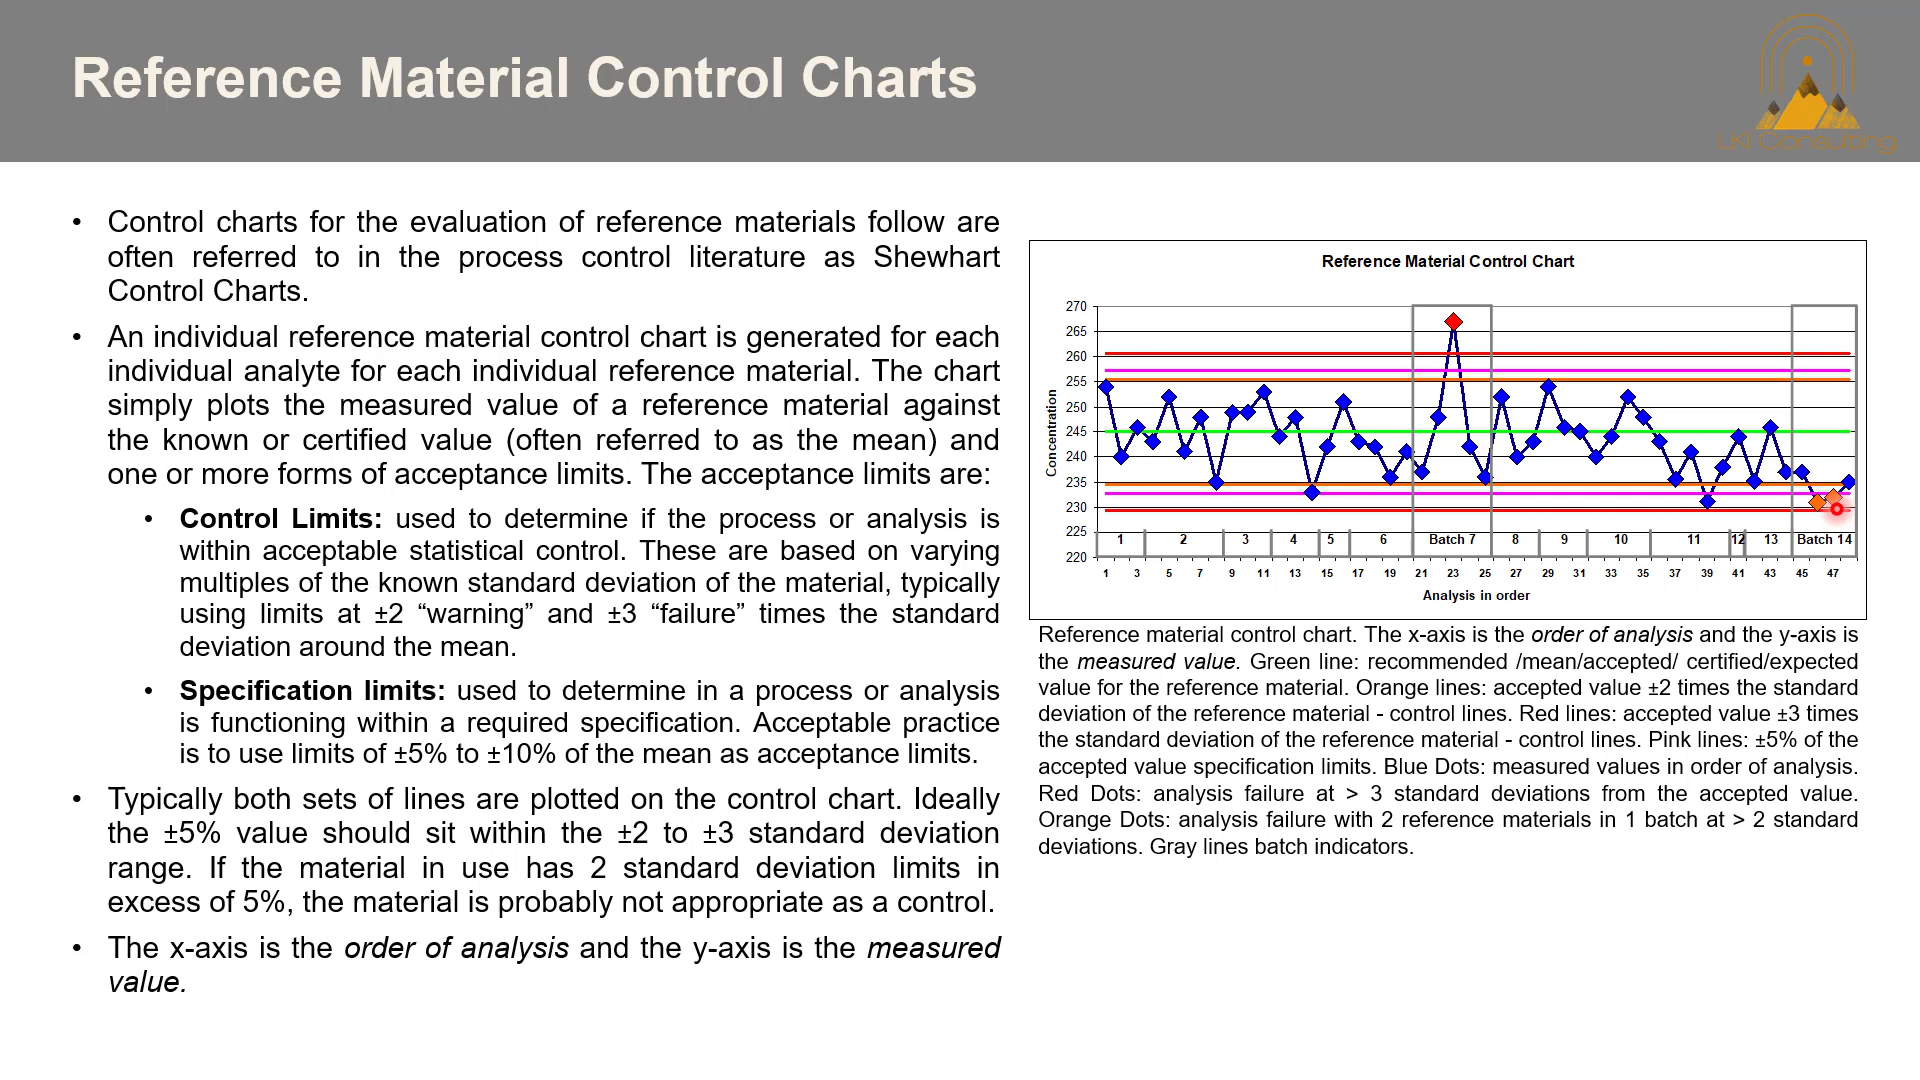 Reference Material Control Charts
LKI Consulting
• Control charts for the evaluation of reference materials follow are
often referred to in the process control literature as Shewhart
Control Charts.
• An individual reference material control chart is generated for each
individual analyte for each individual reference material. The chart
simply plots the measured value of a reference material against
the known or certified value (often referred to as the mean) and
one or more forms of acceptance limits. The acceptance limits are:
• Control Limits: used to determine if the process or analysis is
within acceptable statistical control. These are based on varying
multiples of the known standard deviation of the material, typically
using limits at ±2 “warning” and ±3 “failure” times the standard
deviation around the mean.
• Specification limits: used to determine in a process or analysis
is functioning within a required specification. Acceptable practice
is to use limits of ±5% to ±10% of the mean as acceptance limits.
• Typically both sets of lines are plotted on the control chart. Ideally
the ±5% value should sit within the ±2 to ±3 standard deviation
range. If the material in use has 2 standard deviation limits in
excess of 5%, the material is probably not appropriate as a control.
• The x-axis is the order of analysis and the y-axis is the measured
value.
Reference Material Control Chart
Concentration
270
265
260
255
250
245
240
235
230
225
220
1 2 3 4 5 6 Batch 7 8 9 10 11 12 13 Batch 14
1 3 5 7 9 11 13 15 17 19 21 23 25 27 29 31 33 35 37 39 41 43 45 47
Analysis in order
Reference material control chart. The x-axis is the order of analysis and the y-axis is
the measured value. Green line: recommended /mean/accepted/ certified/expected
value for the reference material. Orange lines: accepted value ±2 times the standard
deviation of the reference material - control lines. Red lines: accepted value ±3 times
the standard deviation of the reference material - control lines. Pink lines: ±5% of the
accepted value specification limits. Blue Dots: measured values in order of analysis.
Red Dots: analysis failure at > 3 standard deviations from the accepted value.
Orange Dots: analysis failure with 2 reference materials in 1 batch at > 2 standard
deviations. Gray lines batch indicators.